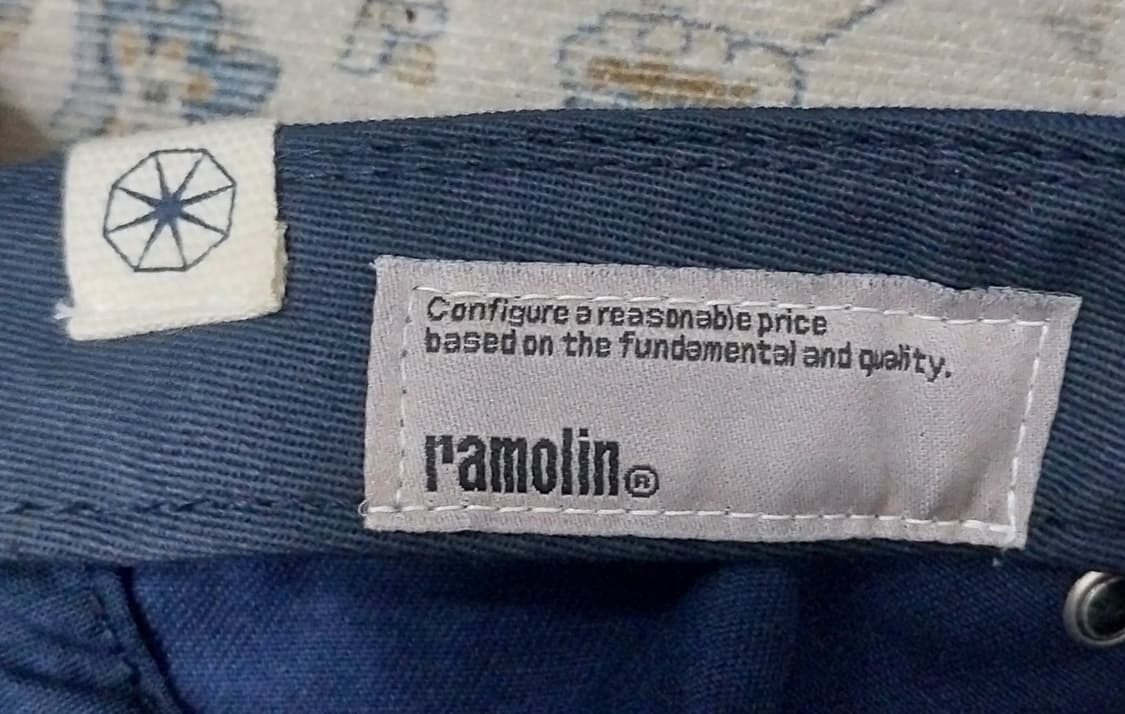 Configure a reasonable price
based on the fundamental and quality.
ramolin®